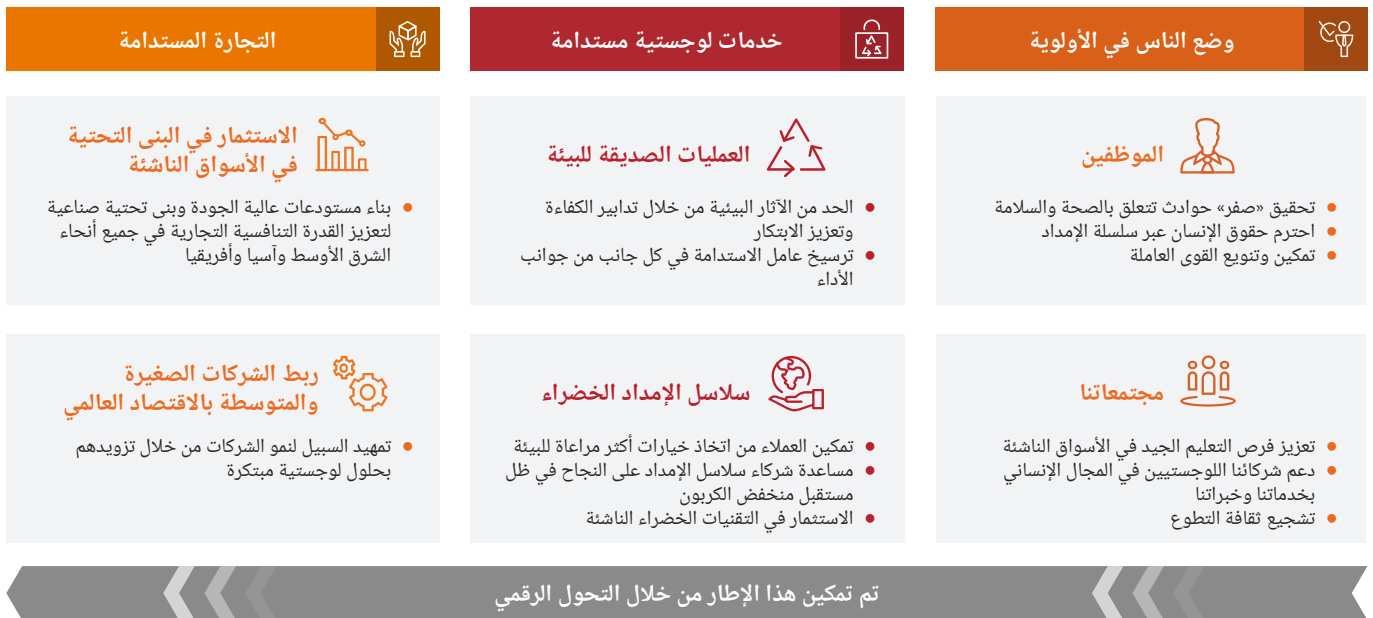 وضع الناس في الأولوية
الموظفين
تحقيق «صفر» حوادث تتعلق بالصحة والسلامة
احترم حقوق الإنسان عبر سلسلة الإمداد
تمكين وتنويع القوى العاملة
مجتمعاتنا
تعزيز فرص التعليم الجيد في الأسواق الناشئة
دعم شركائنا اللوجستيين في المجال الإنساني
بخدماتنا وخبراتنا
تشجيع ثقافة التطوع
خدمات لوجستية مستدامة
العمليات الصديقة للبيئة
الحد من الآثار البيئية من خلال تدابير الكفاءة
وتعزيز الابتكار
ترسيخ عامل الاستدامة في كل جانب من جوانب
الأداء
سلاسل الإمداد الخضراء
تمكين العملاء من اتخاذ خيارات أكثر مراعاة للبيئة
مساعدة شركاء سلاسل الإمداد على النجاح في ظل
مستقبل منخفض الكربون
الاستثمار في التقنيات الخضراء الناشئة
التجارة المستدامة
الاستثمار في البنى التحتية
في الأسواق الناشئة
بناء مستودعات عالية الجودة وبنى تحتية صناعية
لتعزيز القدرة التنافسية التجارية في جميع أنحاء
الشرق الأوسط وآسيا وأفريقيا
ربط الشركات الصغيرة
والمتوسطة بالاقتصاد العالمي
تمهيد السبيل لنمو الشركات من خلال تزويدهم
بحلول لوجستية مبتكرة
تم تمكين هذا الإطار من خلال التحول الرقمي